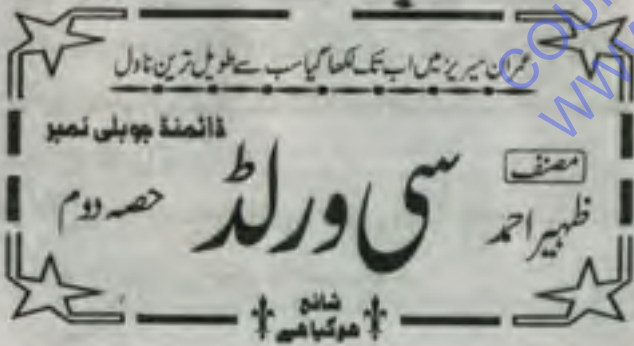 عمران سیریز میں اب تک لکھا گیا سب سے طویل ترین ناول
ڈائمنڈ جوبلی نمبر
مصنف
ظہیر احمد
سی ورلڈ
حصہ دوم
شائع
ہوگیا ہے